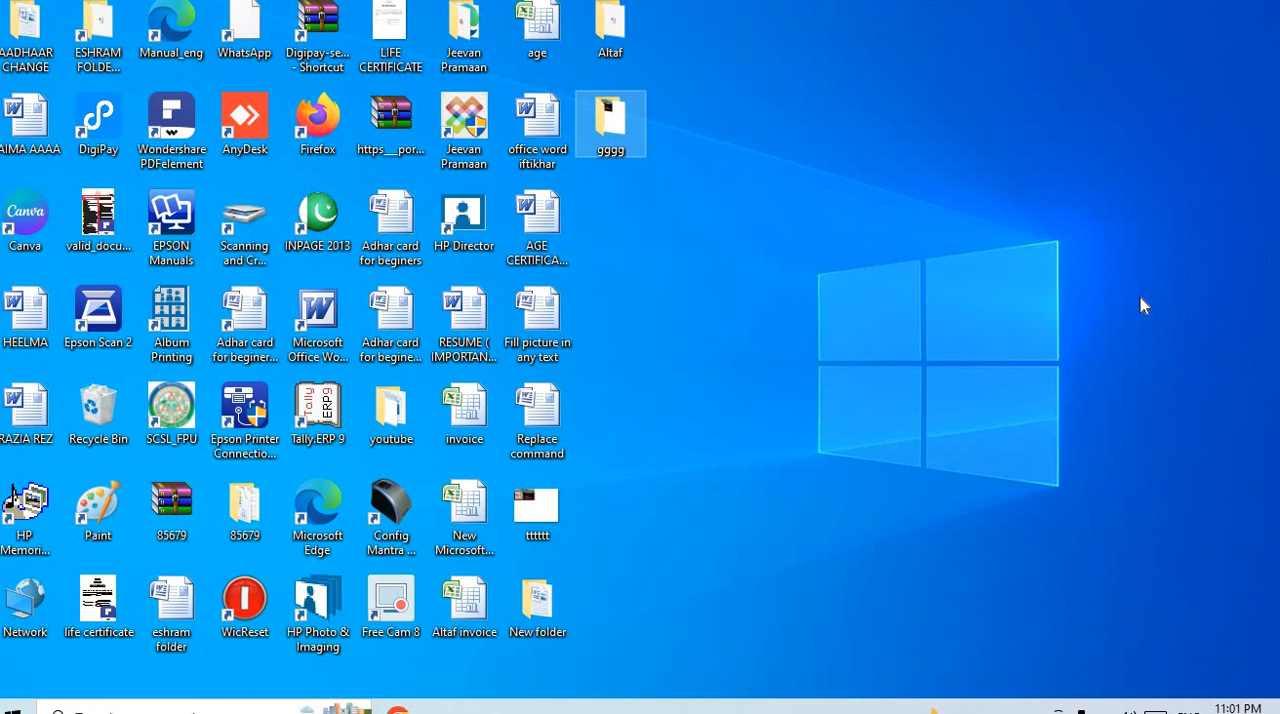 AADHAAR
CHANGE
ESHRAM
FOLDE...
Manual_eng
WhatsApp
Digipay-se...
- Shortcut
LIFE
CERTIFICATE
Jeevan
Pramaan
age
Altaf
AIMA AAAA
DigiPay
Wondershare
PDFelement
AnyDesk
Firefox
https___por...
Jeevan
Pramaan
office word
iftikhar
gggg
Canva
Canva
valid_docu...
EPSON
Manuals
Scanning
and Cr...
INPAGE 2013
Adhar card
for beginers
HP Director
AGE
CERTIFICA...
HEELMA
Epson Scan 2
Album
Printing
Adhar card
for beginer...
Microsoft
Office Wo...
Adhar card
for begine...
RESUME (
IMPORTAN...
Fill picture in
any text
RAZIA REZ
Recycle Bin
SCSL_FPU
Epson Printer
Connectio...
Tally
ERP9
Tally.ERP 9
youtube
invoice
Replace
command
HP
Memori...
Paint
85679
85679
Microsoft
Edge
Config
Mantra ...
New
Microsoft...
tttttt
Network
life certificate
eshram
folder
WicReset
HP Photo &
Imaging
Free Cam 8
Altaf invoice
New folder
11:01 PM